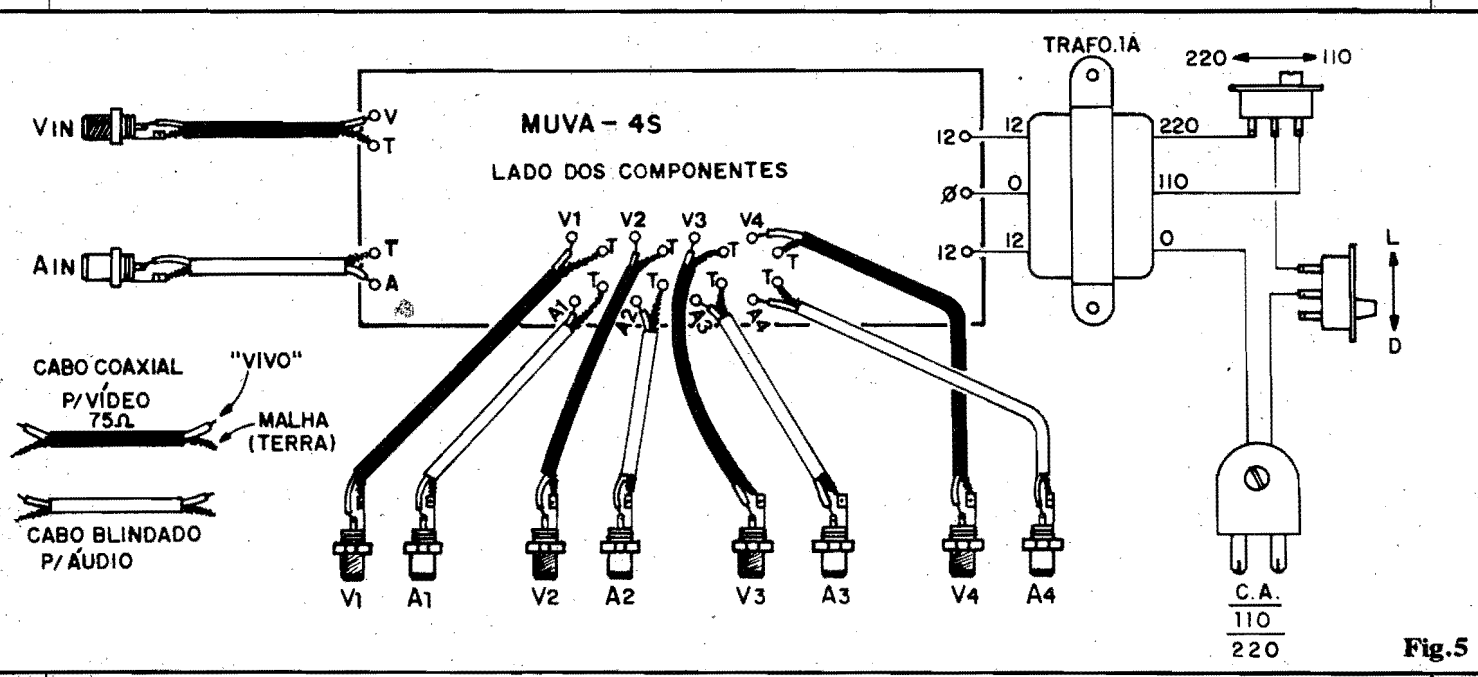 TRAFO.1A
220 110
VIN
V
T
MUVA - 4S
LADO DOS COMPONENTES
12
12
220
Ø
0
110
12
12
0
AIN
T
A
V1 V2 V3 V4
T T T T
T T T T
A1 A2 A3 A4
L
D
CABO COAXIAL
P/VÍDEO
75Ω
"VIVO"
MALHA
(TERRA)
CABO BLINDADO
P/ÁUDIO
V1 A1 V2 A2 V3 A3 V4 A4
C.A.
110
220
Fig.5